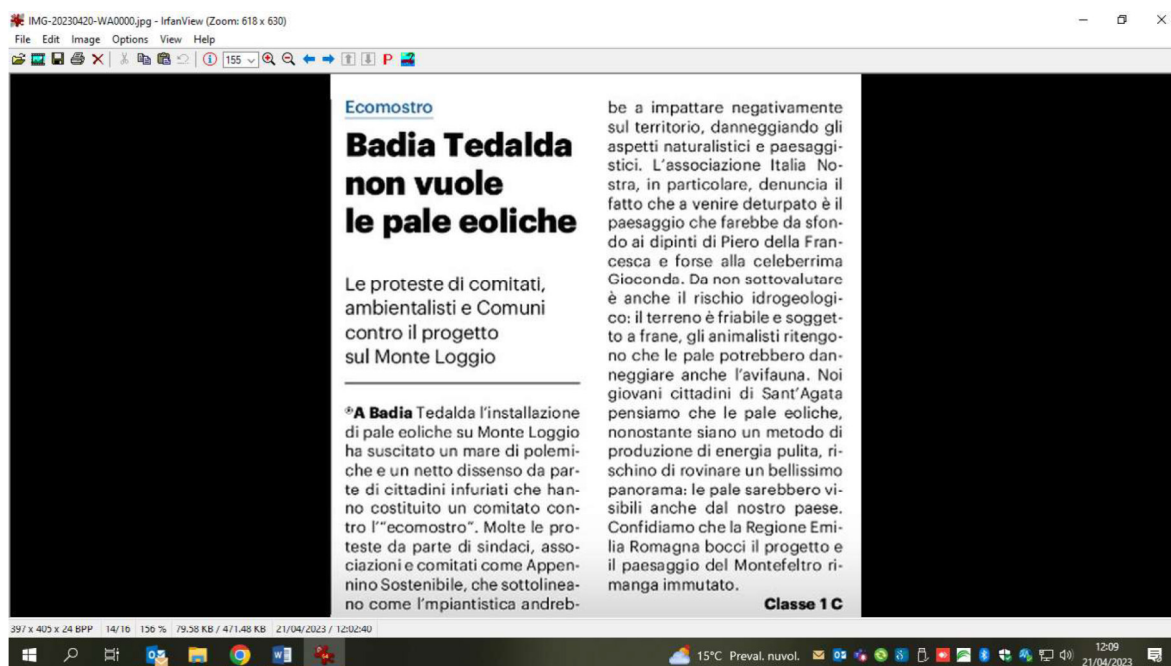 IMG-20230420-WA0000.jpg - IrfanView (Zoom: 618 x 630)
File Edit Image Options View Help
155
P
Ecomostro
Badia Tedalda
non vuole
le pale eoliche
Le proteste di comitati,
ambientalisti e Comuni
contro il progetto
sul Monte Loggio
A Badia Tedalda l'installazione
di pale eoliche su Monte Loggio
ha suscitato un mare di polemi-
che e un netto dissenso da par-
te di cittadini infuriati che han-
no costituito un comitato con-
tro l'"ecomostro". Molte le pro-
teste da parte di sindaci, asso-
ciazioni e comitati come Appen-
nino Sostenibile, che sottolinea-
no come l'mpiantistica andreb-
be a impattare negativamente
sul territorio, danneggiando gli
aspetti naturalistici e paesaggi-
stici. L'associazione Italia No-
stra, in particolare, denuncia il
fatto che a venire deturpato è il
paesaggio che farebbe da sfon-
do ai dipinti di Piero della Fran-
cesca e forse alla celeberrima
Gioconda. Da non sottovalutare
è anche il rischio idrogeologi-
co: il terreno è friabile e sogget-
to a frane, gli animalisti ritengo-
no che le pale potrebbero dan-
neggiare anche l'avifauna. Noi
giovani cittadini di Sant'Agata
pensiamo che le pale eoliche,
nonostante siano un metodo di
produzione di energia pulita, ri-
schino di rovinare un bellissimo
panorama: le pale sarebbero vi-
sibili anche dal nostro paese.
Confidiamo che la Regione Emi-
lia Romagna bocci il progetto e
il paesaggio del Montefeltro ri-
manga immutato.
Classe 1 C
397 x 405 x 24 BPP 14/16 156 % 79.58 KB / 471.48 KB 21/04/2023 / 12:02:40
15°C Preval. nuvol.
12:09
21/04/2023